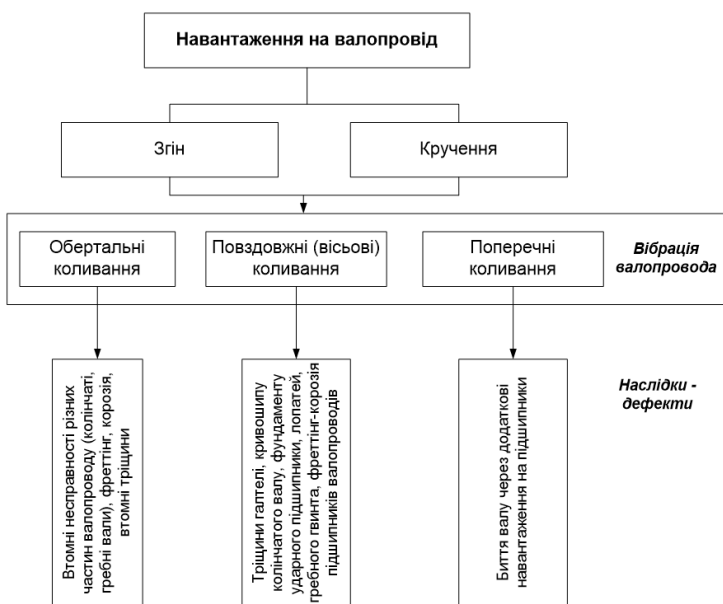 Навантаження на валопровід
Згін
Кручення
Обертальні
коливання
Повздовжні (вісьові)
коливання
Поперечні
коливання
Вібрація
валопровода
Втомні несправності різних
частин валопроводу (колінчаті,
гребні вали), фреттінг, корозія,
втомні тріщини
Тріщини галтелі, кривошипу
колінчатого валу, фундаменту
ударного підшипники, лопатей,
гребного гвинта, фреттінг-корозія
підшипників валопроводів
Биття валу через додаткові
навантаження на підшипники
Наслідки -
дефекти